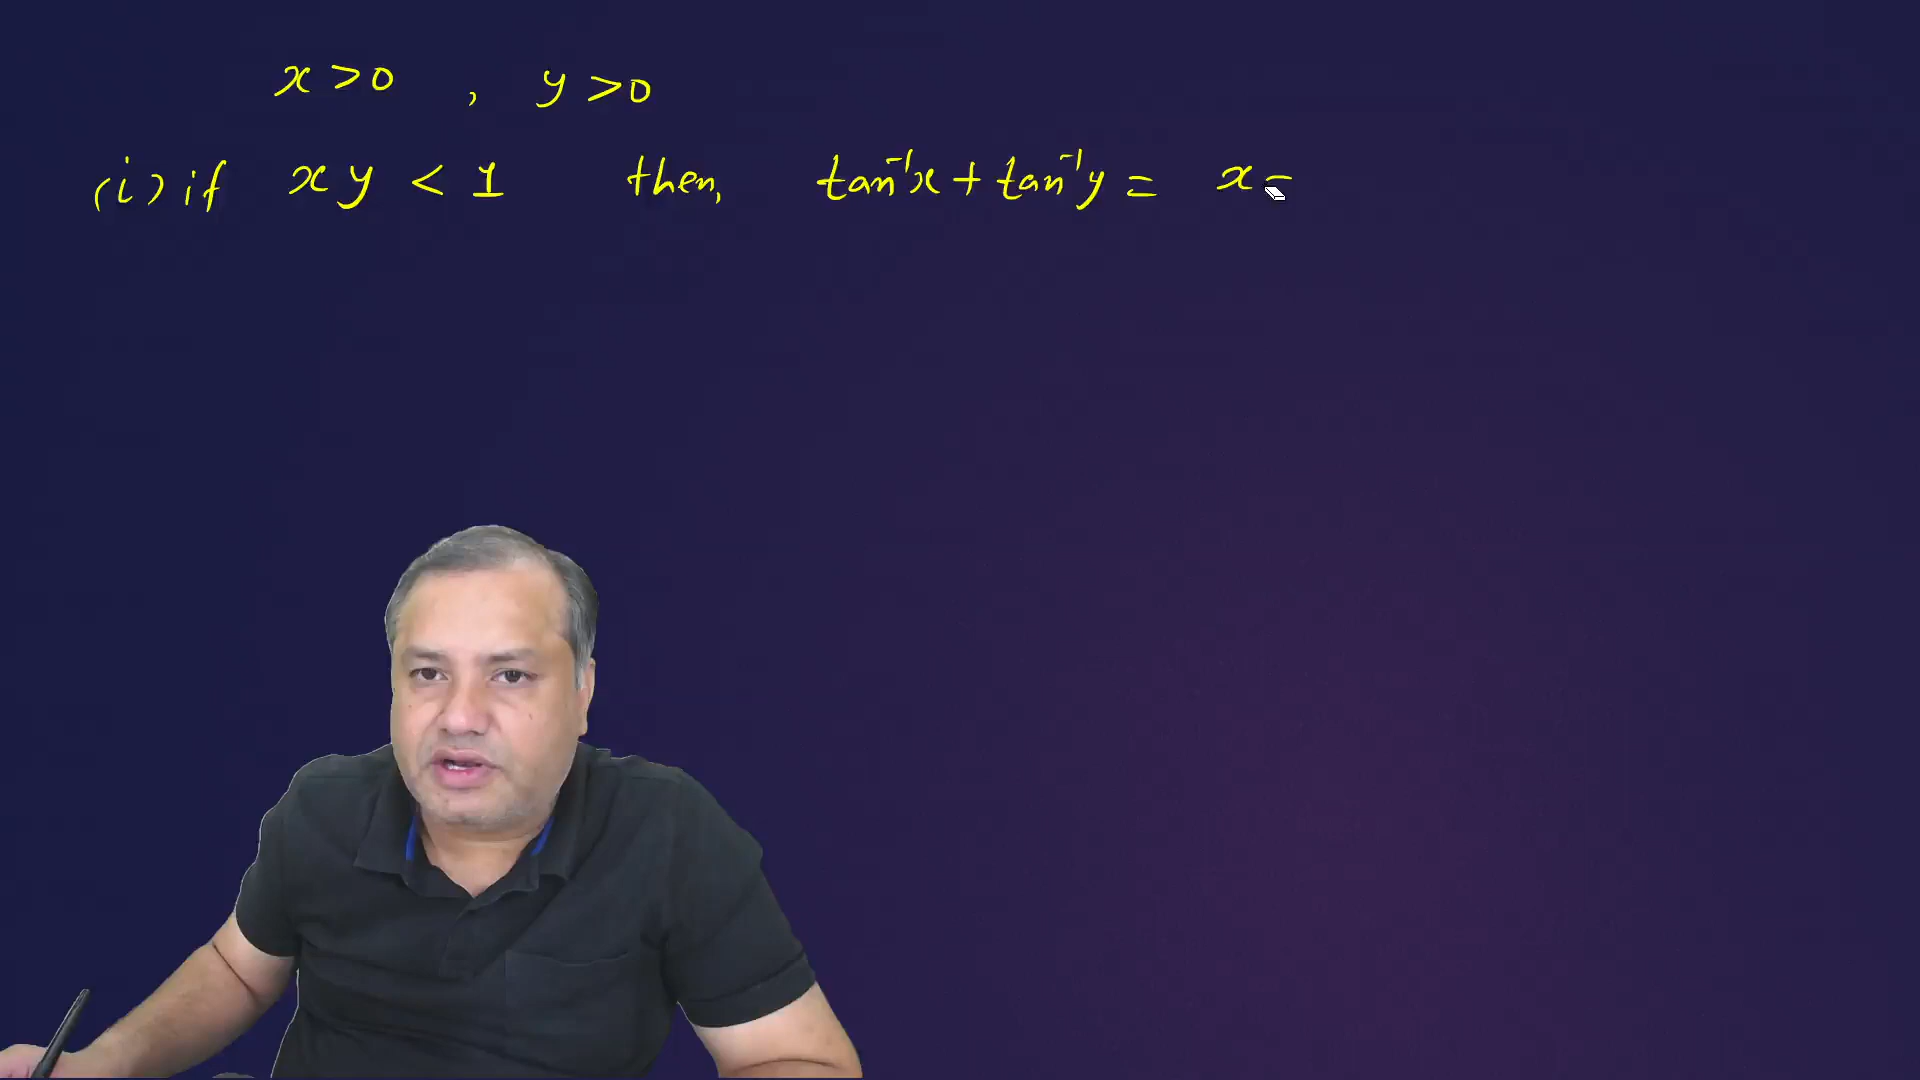 x > 0 , y > 0
(i) if xy < 1 then, tan⁻¹x + tan⁻¹y = x =